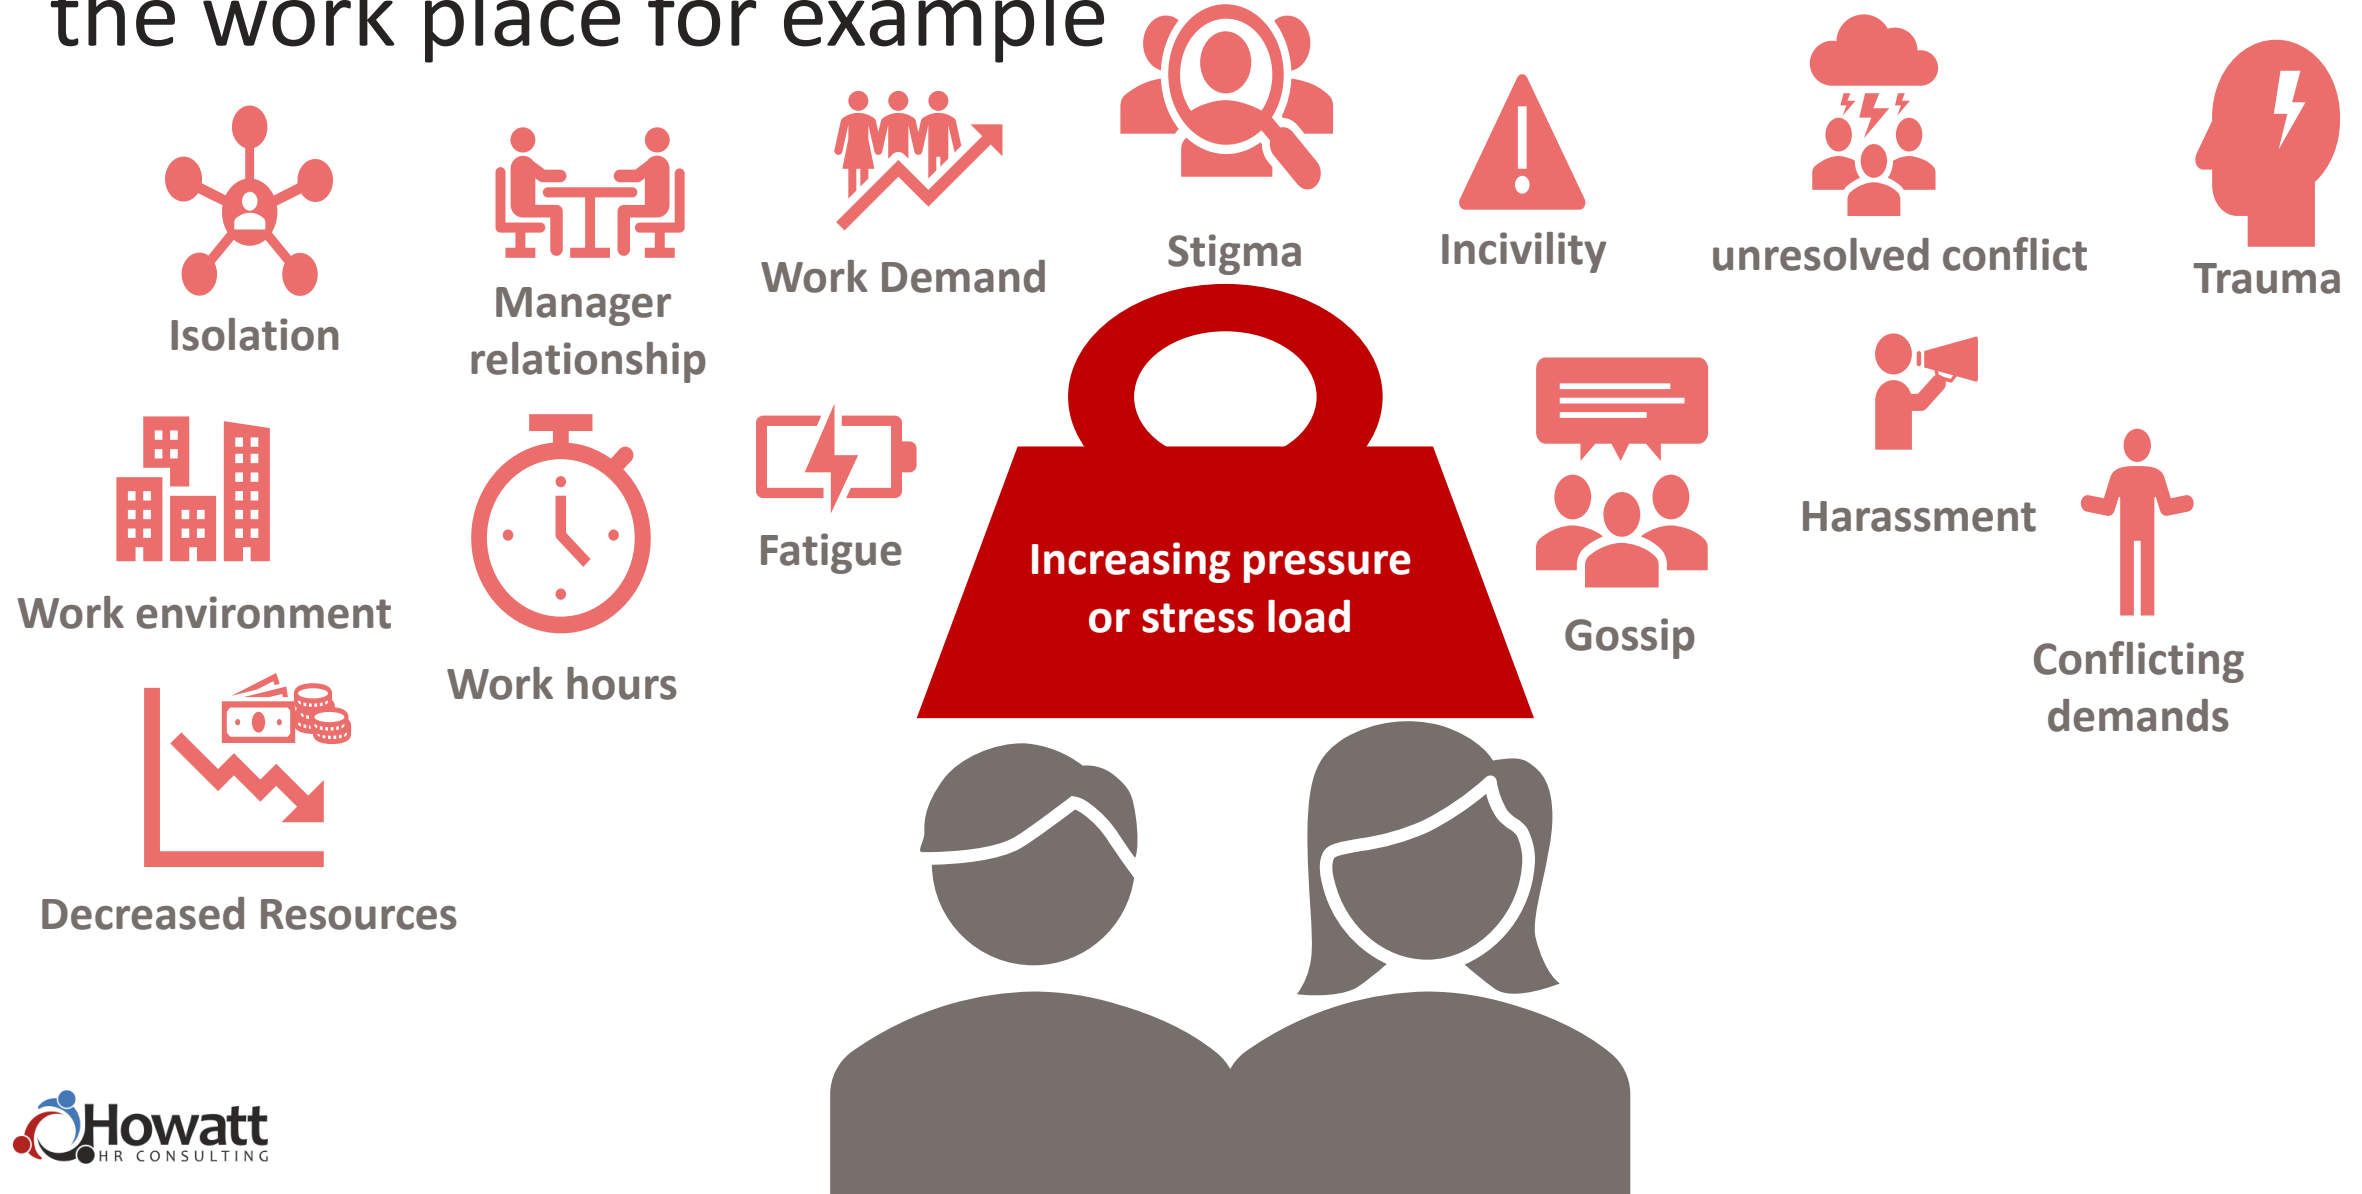 the work place for example
Stigma
Incivility
unresolved conflict
Trauma
Work Demand
Manager
relationship
Isolation
Work environment
Work hours
Fatigue
Increasing pressure
or stress load
Gossip
Harassment
Conflicting
demands
Decreased Resources
Howatt
HR CONSULTING